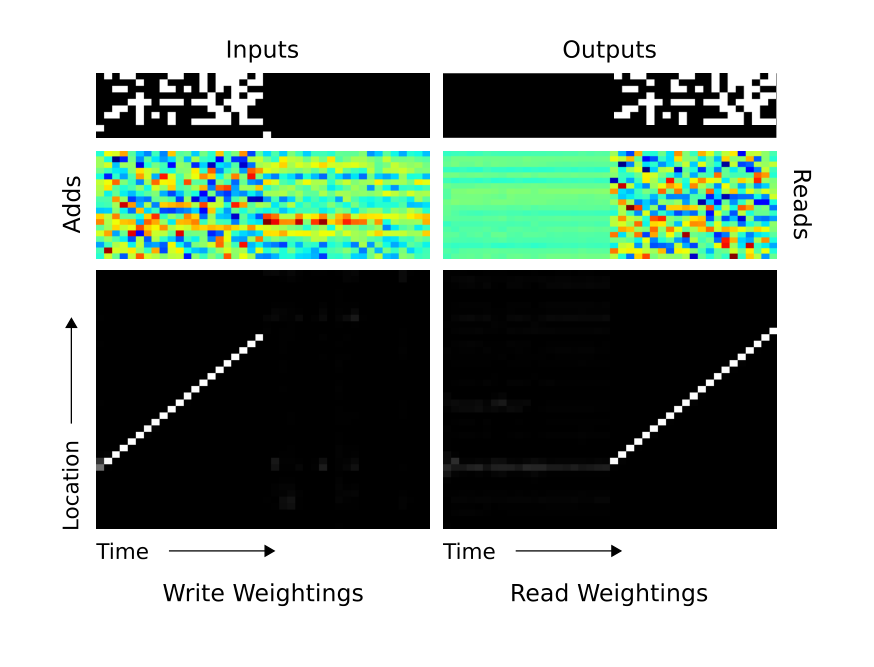 Inputs
Outputs
Adds
Reads
Location
Time
Time
Write Weightings
Read Weightings